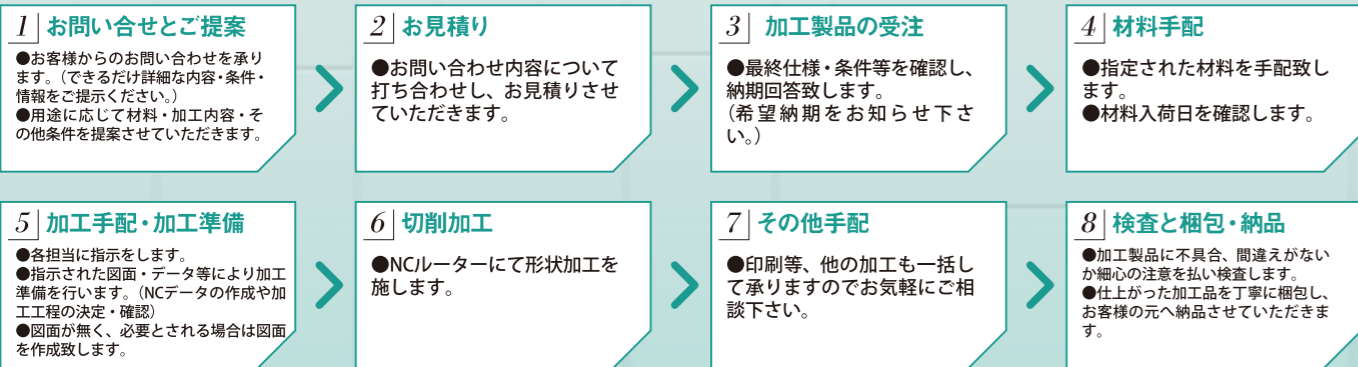 1 お問い合せとご提案
●お客様からのお問い合わせを承り
ます。(できるだけ詳細な内容・条件・
情報をご提示ください。)
●用途に応じて材料・加工内容・そ
の他条件を提案させていただきます。
2 お見積り
●お問い合わせ内容について
打ち合わせし、お見積りさせ
ていただきます。
3 加工製品の受注
●最終仕様・条件等を確認し、
納期回答致します。
(希望納期をお知らせ下さ
い。)
4 材料手配
●指定された材料を手配致し
ます。
●材料入荷日を確認します。
5 加工手配・加工準備
●各担当に指示をします。
●指示された図面・データ等により加工
準備を行います。(NCデータの作成や加
工工程の決定・確認)
●図面が無く、必要とされる場合は図面
を作成致します。
6 切削加工
●NCルーターにて形状加工を
施します。
7 その他手配
●印刷等、他の加工も一括し
て承りますのでお気軽にご相
談下さい。
8 検査と梱包・納品
●加工製品に不具合、間違えがない
か細心の注意を払い検査します。
●仕上がった加工品を丁寧に梱包し、
お客様の元へ納品させていただきま
す。